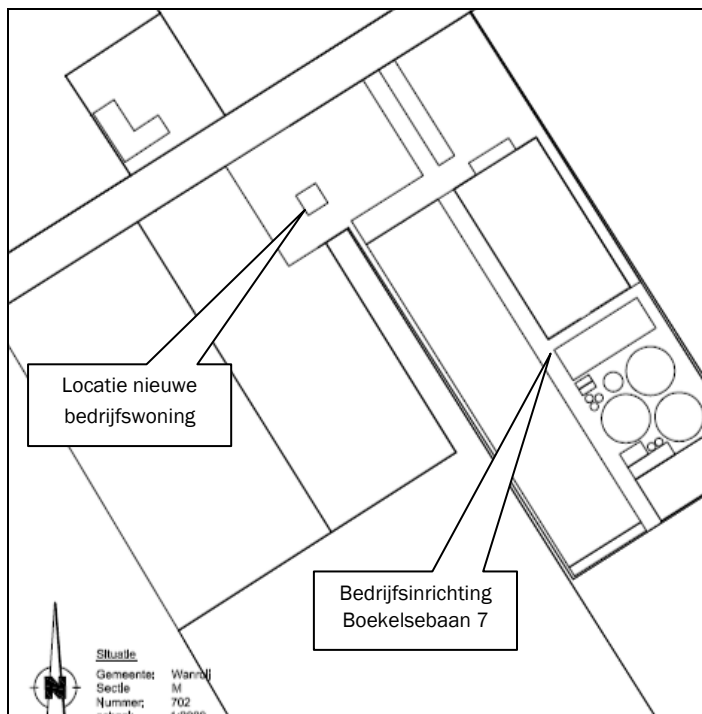 Locatie nieuwe
bedrijfswoning
Bedrijfsinrichting
Boekelsebaan 7
N
Situatie
Gemeente: Wanroij
Sectie M
Nummer: 702